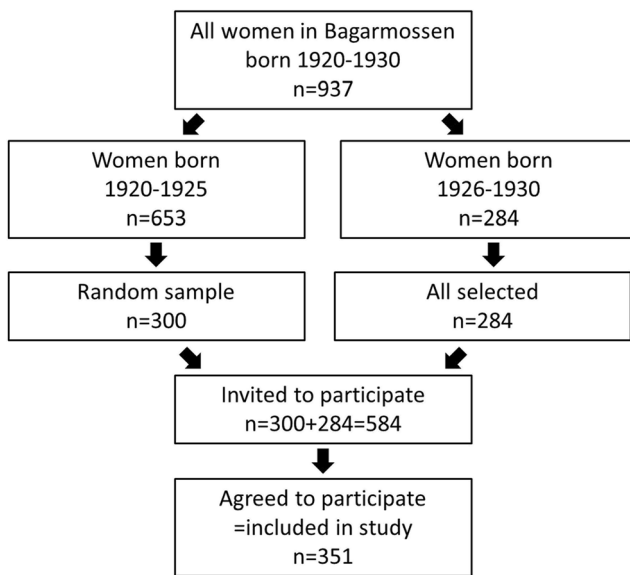 All women in Bagarmossen
born 1920-1930
n=937
Women born
1920-1925
n=653
Women born
1926-1930
n=284
Random sample
n=300
All selected
n=284
Invited to participate
n=300+284=584
Agreed to participate
=included in study
n=351